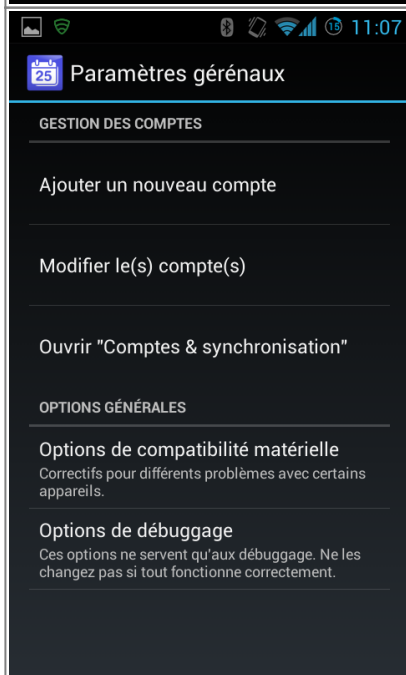 15 11:07
25 Paramètres gérénaux
GESTION DES COMPTES
Ajouter un nouveau compte
Modifier le(s) compte(s)
Ouvrir "Comptes & synchronisation"
OPTIONS GÉNÉRALES
Options de compatibilité matérielle
Correctifs pour différents problèmes avec certains
appareils.
Options de débuggage
Ces options ne servent qu'aux débuggage. Ne les
changez pas si tout fonctionne correctement.